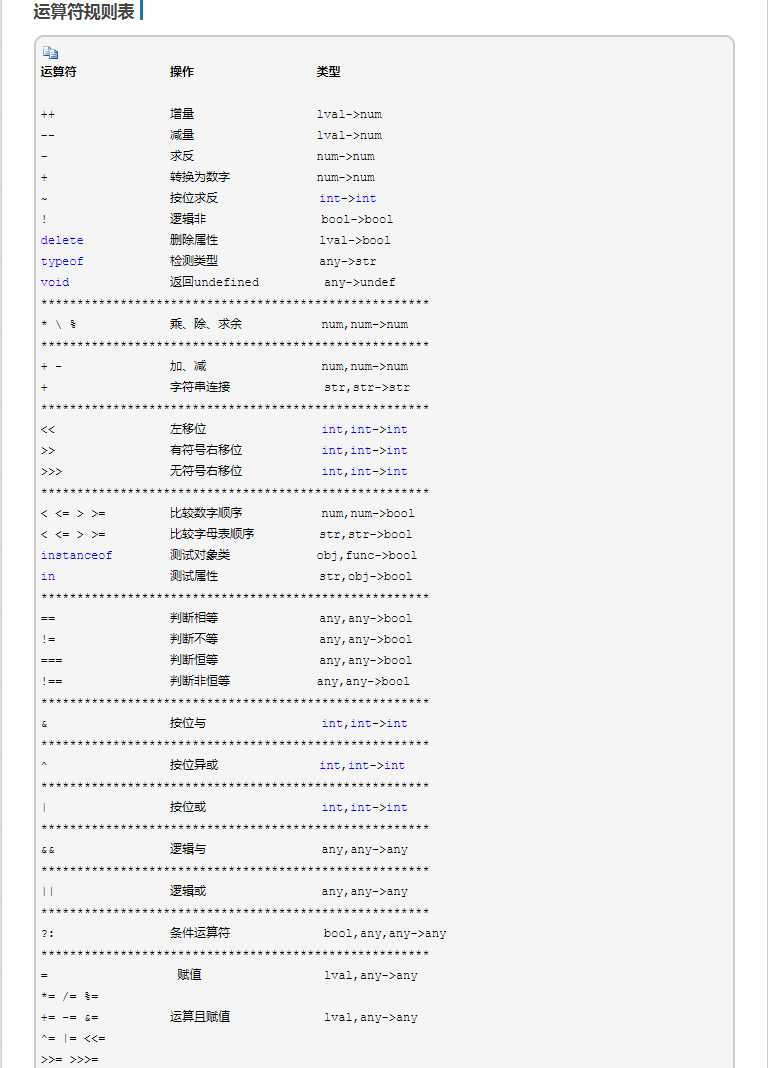 运算符规则表
运算符 操作 类型
++ 增量 lval->num
-- 减量 lval->num
- 求反 num->num
+ 转换为数字 num->num
~ 按位求反 int->int
! 逻辑非 bool->bool
delete 删除属性 lval->bool
typeof 检测类型 any->str
void 返回undefined any->undef
******************************************************
* \ % 乘、除、求余 num,num->num
******************************************************
+ - 加、减 num,num->num
+ 字符串连接 str,str->str
******************************************************
<< 左移位 int,int->int
>> 有符号右移位 int,int->int
>>> 无符号右移位 int,int->int
******************************************************
< <= > >= 比较数字顺序 num,num->bool
< <= > >= 比较字母表顺序 str,str->bool
instanceof 测试对象类 obj,func->bool
in 测试属性 str,obj->bool
******************************************************
== 判断相等 any,any->bool
!= 判断不等 any,any->bool
=== 判断恒等 any,any->bool
!== 判断非恒等 any,any->bool
******************************************************
& 按位与 int,int->int
******************************************************
^ 按位异或 int,int->int
******************************************************
| 按位或 int,int->int
******************************************************
&& 逻辑与 any,any->any
******************************************************
|| 逻辑或 any,any->any
******************************************************
?: 条件运算符 bool,any,any->any
******************************************************
= 赋值 lval,any->any
*= /= %=
+= -= &= 运算且赋值 lval,any->any
^= |= <<=
>>= >>>=